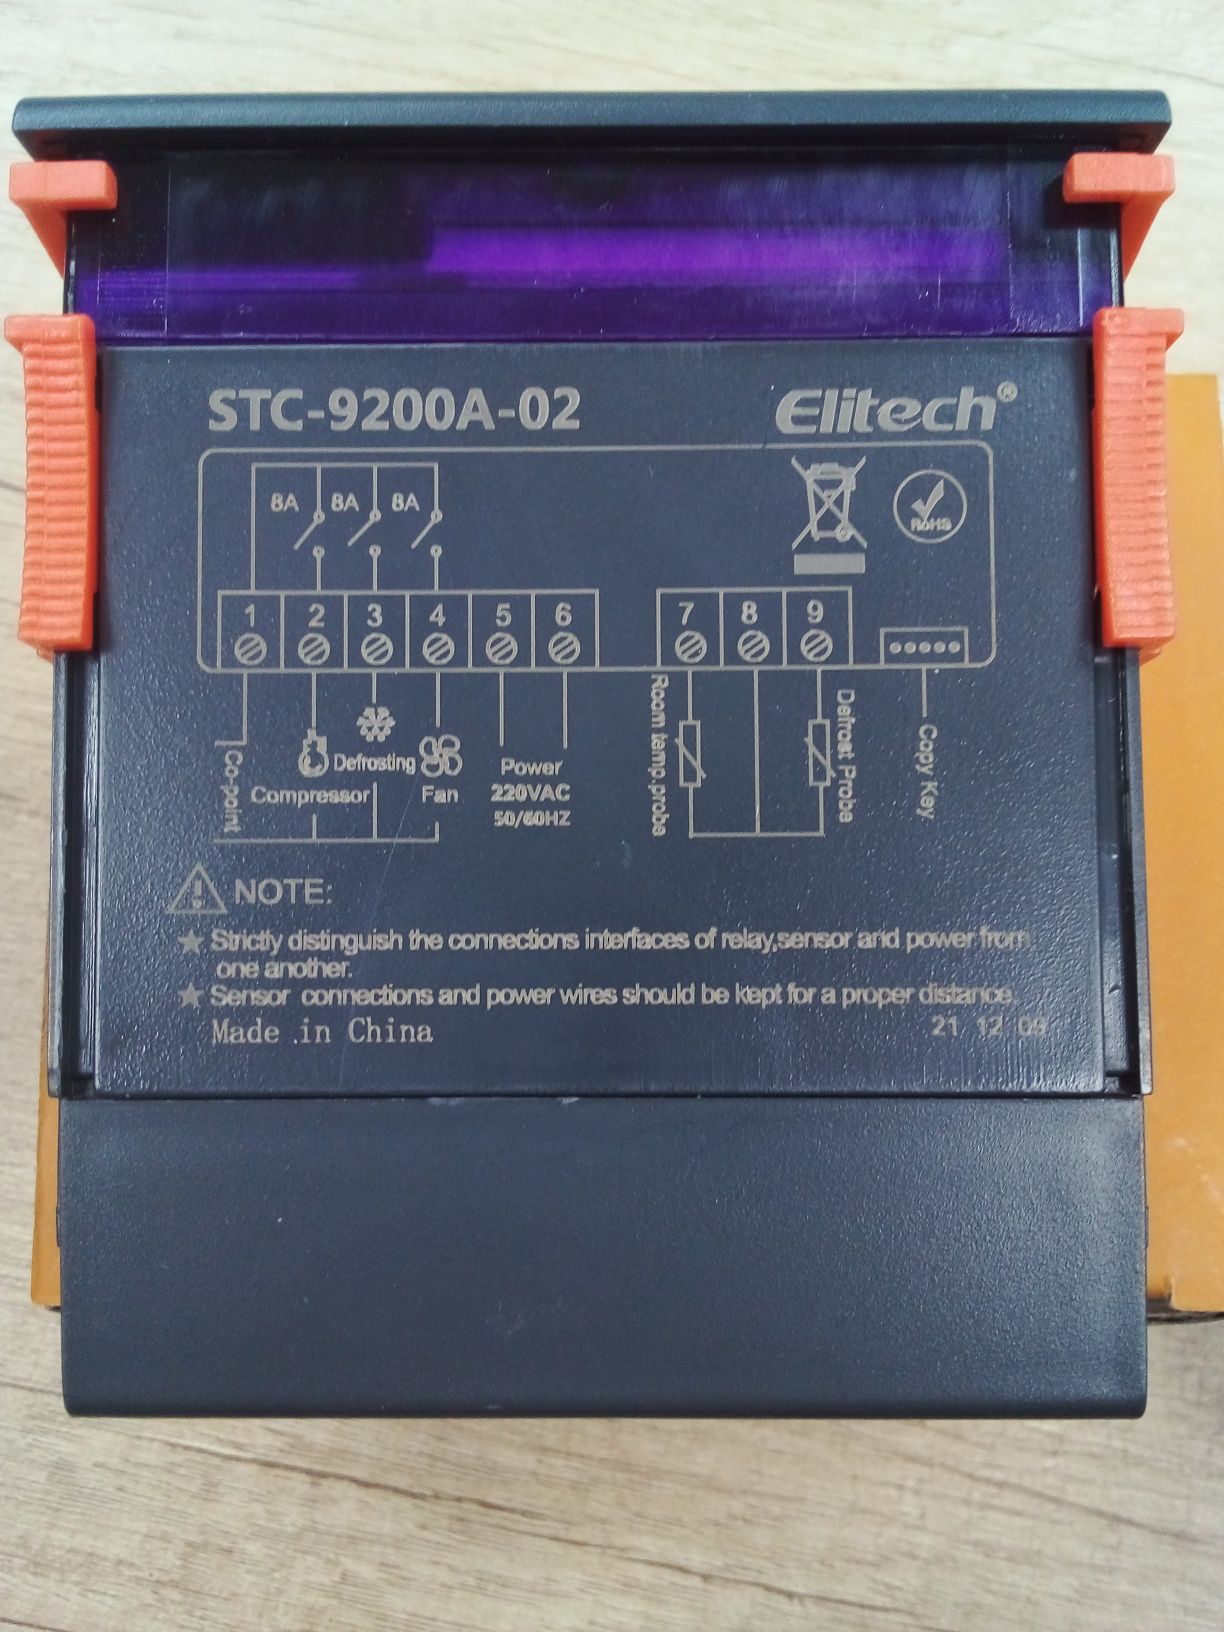 STC-9200A-02
Elitech®
8A 8A 8A
RoHS
1 2 3 4 5 6 7 8 9
Co-point
Compressor
Defrosting
Fan
Power
220VAC
50/60HZ
Room temp.probe
Defrost Probe
Copy Key
NOTE:
★ Strictly distinguish the connections interfaces of relay,sensor and power from
one another.
★ Sensor connections and power wires should be kept for a proper distance.
Made in China
21 12 09